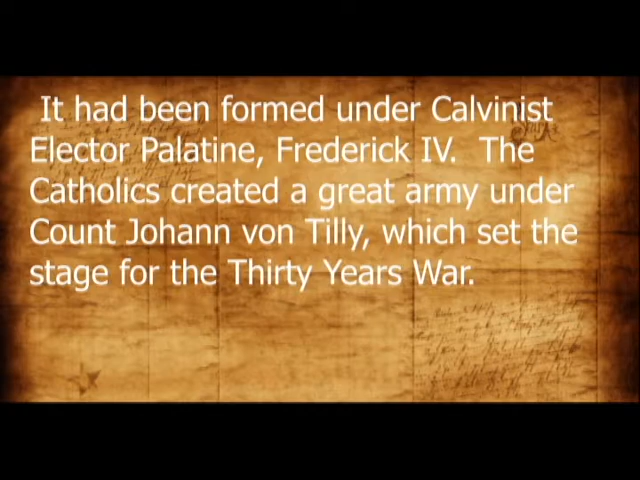 It had been formed under Calvinist
Elector Palatine, Frederick IV. The
Catholics created a great army under
Count Johann von Tilly, which set the
stage for the Thirty Years War.